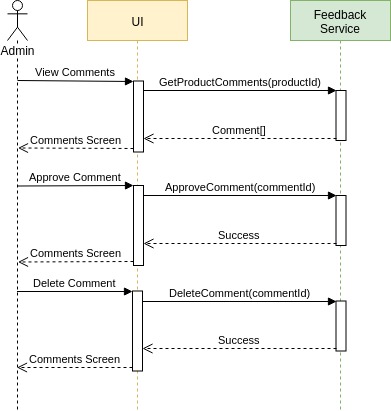 UI
Feedback
Service
Admin
View Comments
GetProductComments(productId)
Comment[]
Comments Screen
Approve Comment
ApproveComment(commentId)
Success
Comments Screen
Delete Comment
DeleteComment(commentId)
Success
Comments Screen